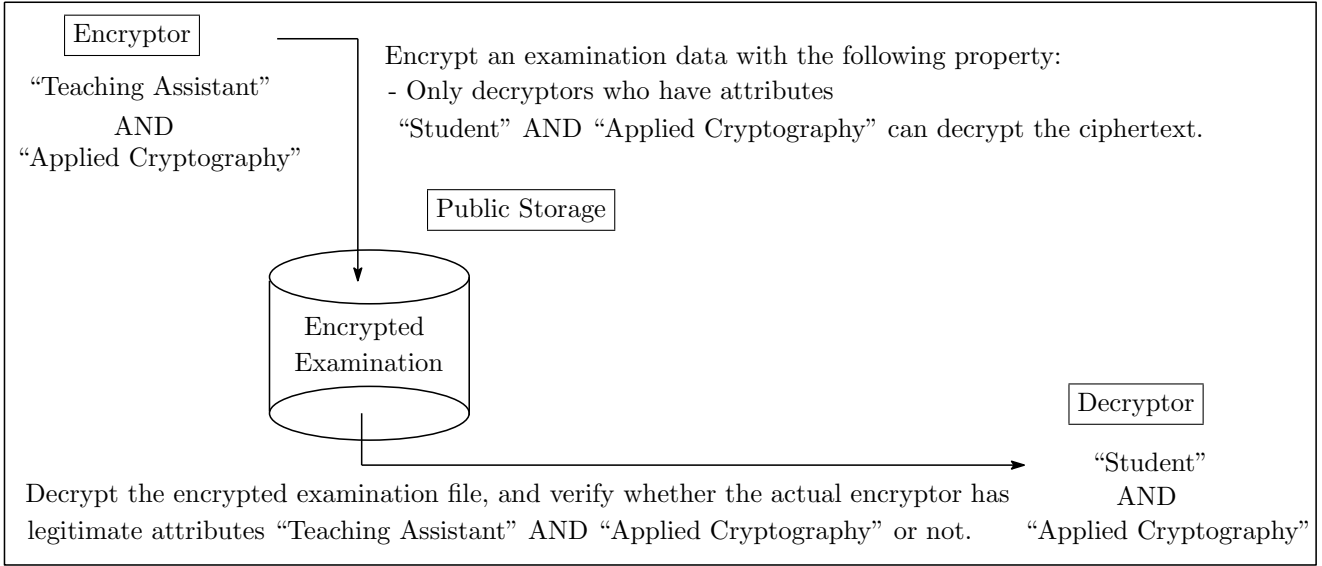 Encryptor
“Teaching Assistant”
AND
“Applied Cryptography”
Encrypt an examination data with the following property:
- Only decryptors who have attributes
“Student” AND “Applied Cryptography” can decrypt the ciphertext.
Public Storage
Encrypted
Examination
Decryptor
“Student”
AND
“Applied Cryptography”
Decrypt the encrypted examination file, and verify whether the actual encryptor has
legitimate attributes “Teaching Assistant” AND “Applied Cryptography” or not.